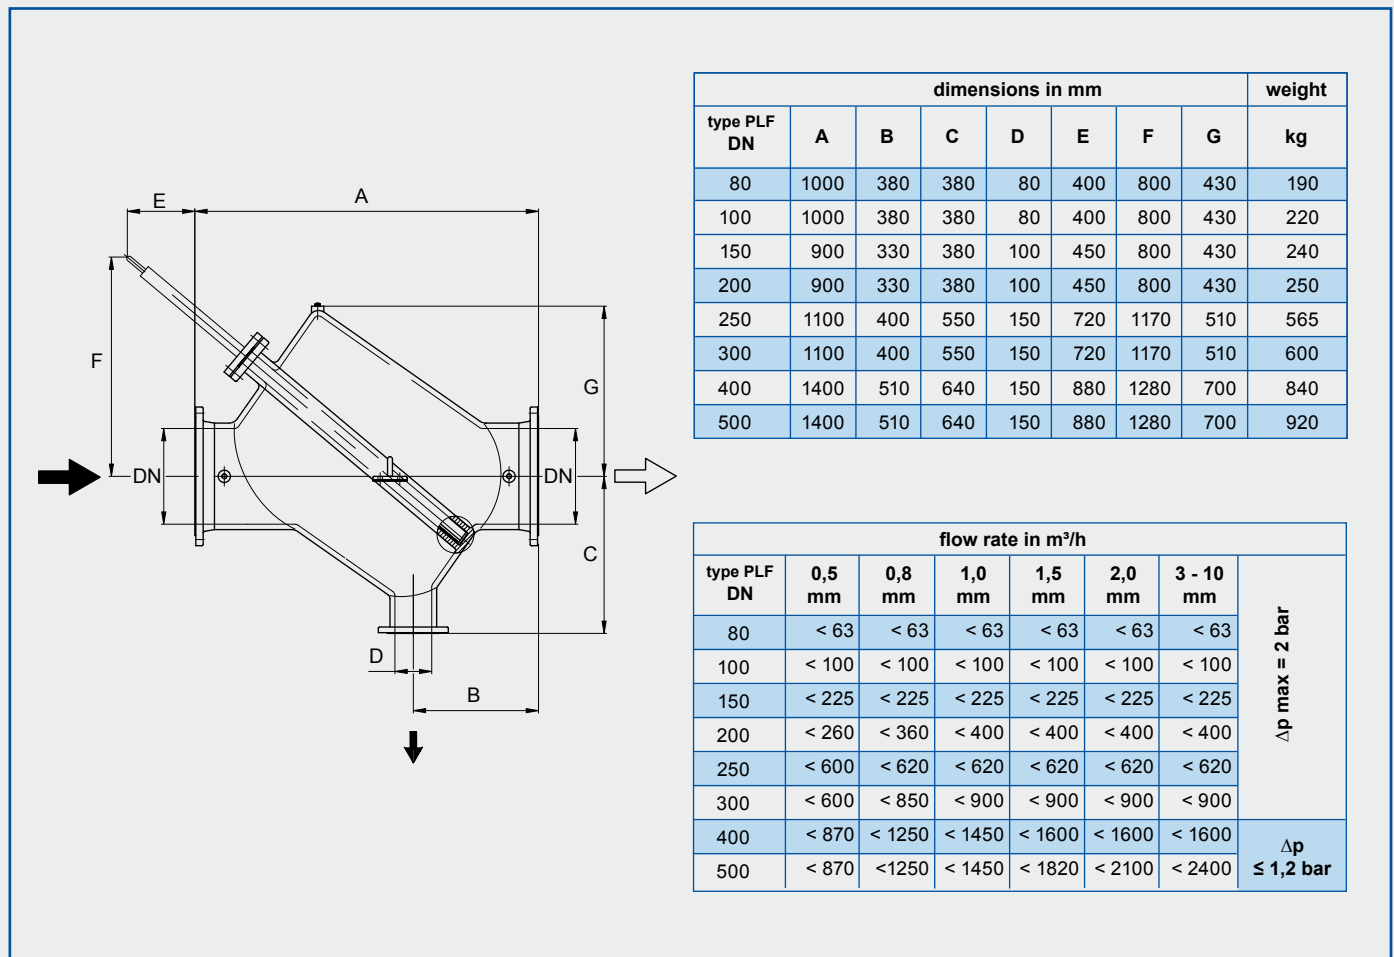 E
A
F
G
DN
DN
C
D
B
dimensions in mm weight
type PLF
DN A B C D E F G kg
80 1000 380 380 80 400 800 430 190
100 1000 380 380 80 400 800 430 220
150 900 330 380 100 450 800 430 240
200 900 330 380 100 450 800 430 250
250 1100 400 550 150 720 1170 510 565
300 1100 400 550 150 720 1170 510 600
400 1400 510 640 150 880 1280 700 840
500 1400 510 640 150 880 1280 700 920
flow rate in m³/h
type PLF 0,5 0,8 1,0 1,5 2,0 3 - 10
DN mm mm mm mm mm mm
80 < 63 < 63 < 63 < 63 < 63 < 63
100 < 100 < 100 < 100 < 100 < 100 < 100
150 < 225 < 225 < 225 < 225 < 225 < 225
200 < 260 < 360 < 400 < 400 < 400 < 400
250 < 600 < 620 < 620 < 620 < 620 < 620
300 < 600 < 850 < 900 < 900 < 900 < 900
400 < 870 < 1250 < 1450 < 1600 < 1600 < 1600
500 < 870 <1250 < 1450 < 1820 < 2100 < 2400
Δp max = 2 bar
Δp
≤ 1,2 bar